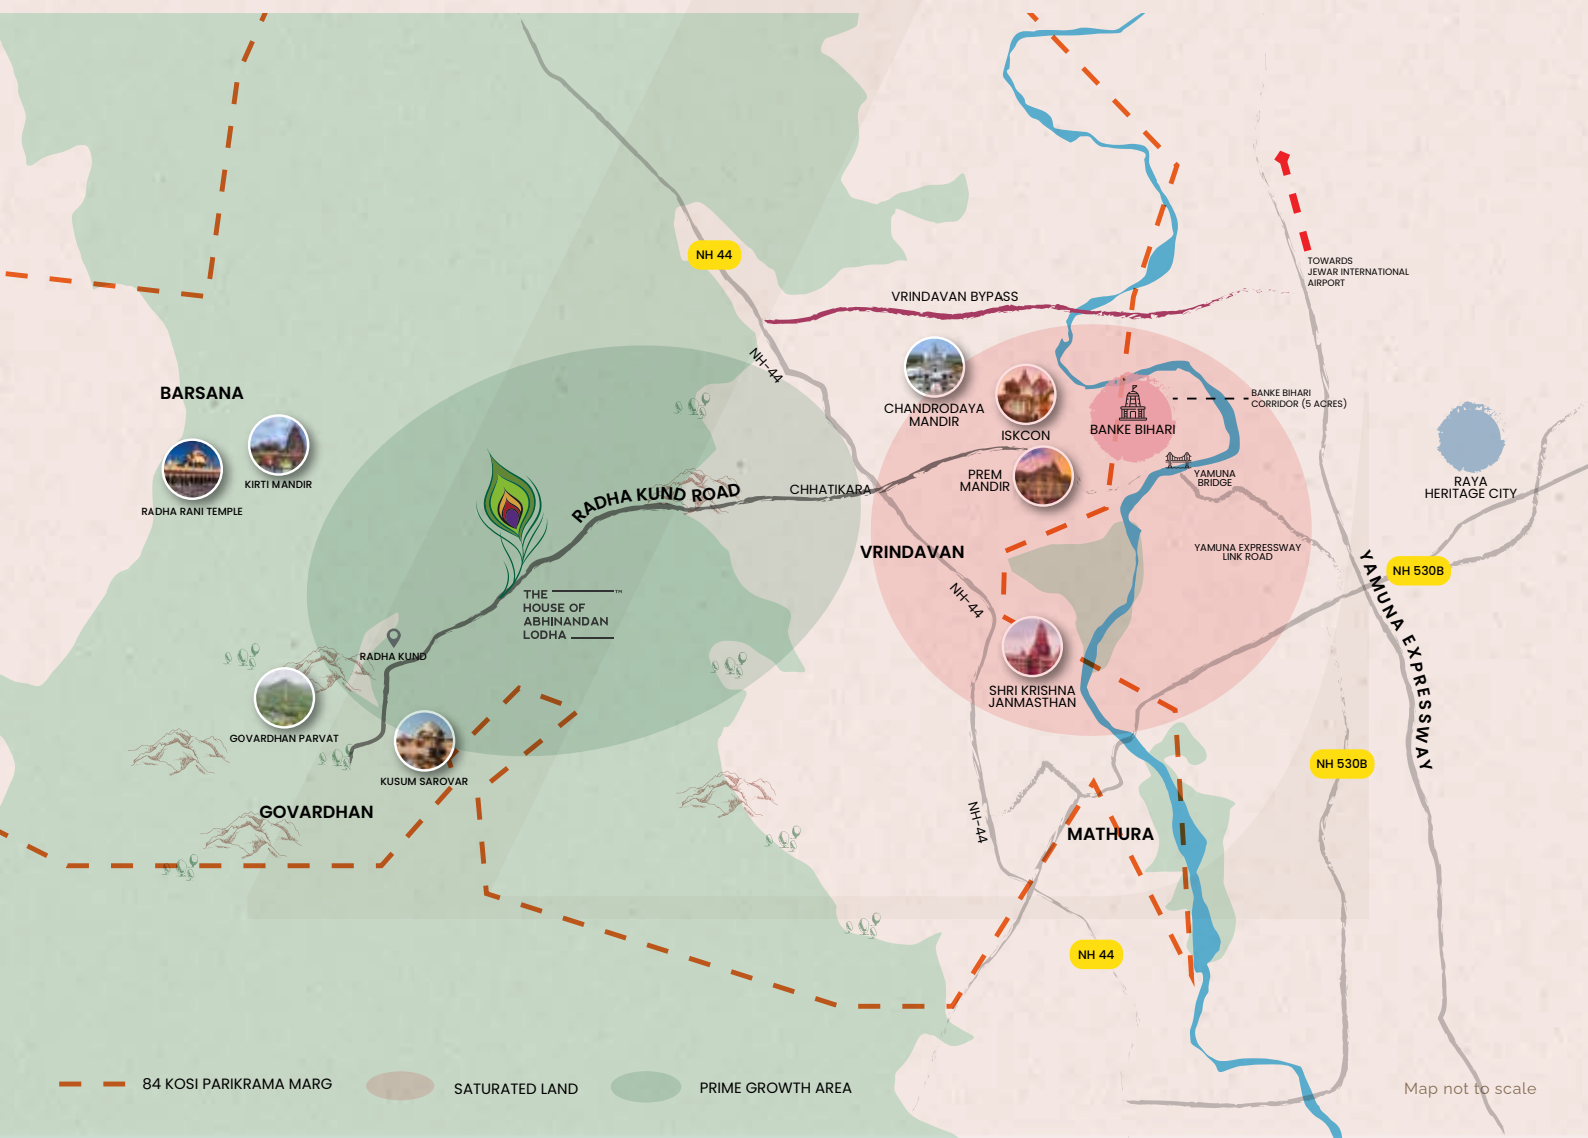 NH 44
VRINDAVAN BYPASS
TOWARDS
JEWAR INTERNATIONAL
AIRPORT
NH-44
BARSANA
KIRTI MANDIR
RADHA RANI TEMPLE
CHANDRODAYA
MANDIR
ISKCON
BANKE BIHARI
BANKE BIHARI
CORRIDOR (5 ACRES)
PREM
MANDIR
YAMUNA
BRIDGE
RAYA
HERITAGE CITY
RADHA KUND ROAD
CHHATIKARA
VRINDAVAN
YAMUNA EXPRESSWAY
LINK ROAD
NH 530B
YAMUNA EXPRESSWAY
THE
HOUSE OF
ABHINANDAN
LODHA
™
NH-44
RADHA KUND
SHRI KRISHNA
JANMASTHAN
GOVARDHAN PARVAT
KUSUM SAROVAR
NH 530B
GOVARDHAN
NH-44
MATHURA
NH 44
84 KOSI PARIKRAMA MARG
SATURATED LAND
PRIME GROWTH AREA
Map not to scale